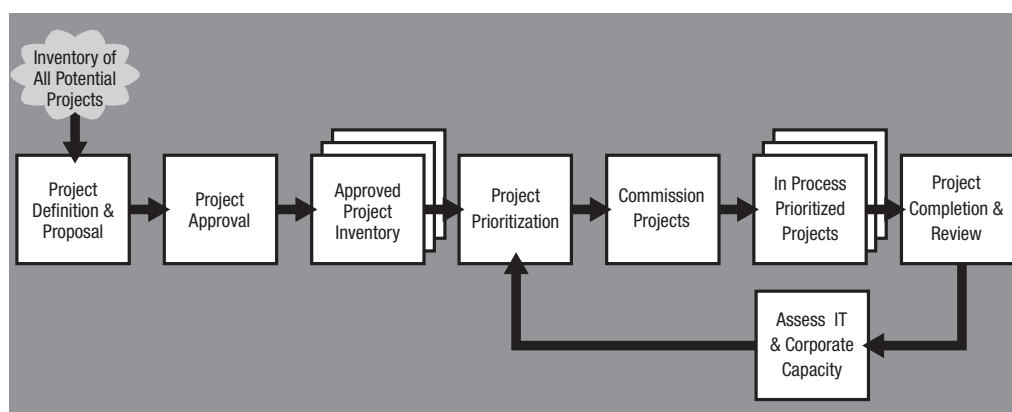 Inventory of
All Potential
Projects
Project
Definition &
Proposal
Project
Approval
Approved
Project
Inventory
Project
Prioritization
Commission
Projects
In Process
Prioritized
Projects
Project
Completion &
Review
Assess IT
& Corporate
Capacity